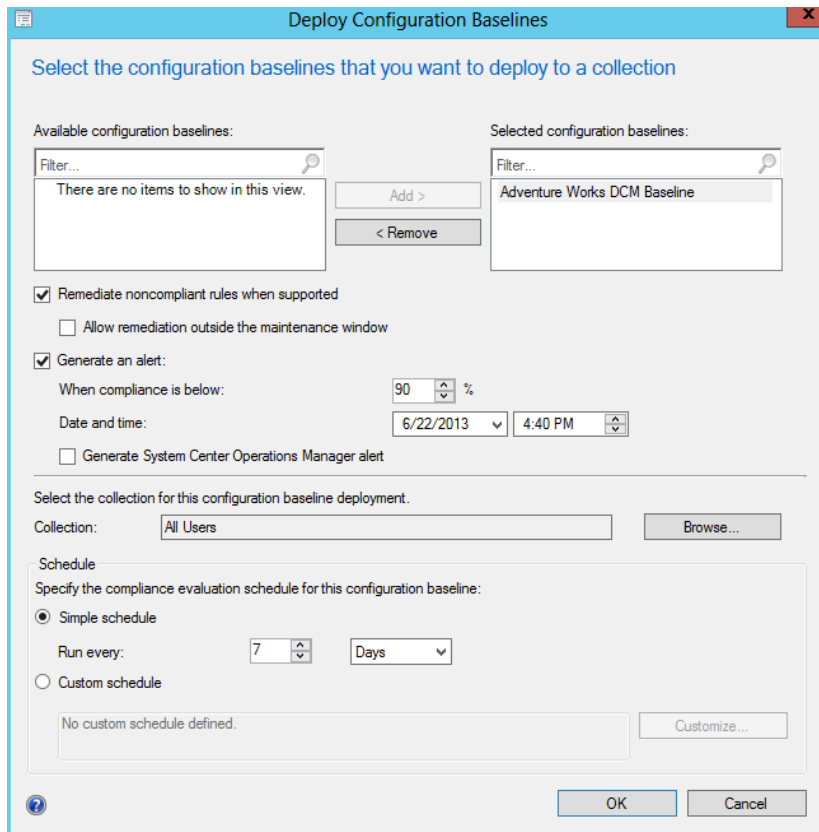 Deploy Configuration Baselines
x
Select the configuration baselines that you want to deploy to a collection
Available configuration baselines:
Selected configuration baselines:
Filter...
Filter...
There are no items to show in this view.
Add >
Adventure Works DCM Baseline
< Remove
Remediate noncompliant rules when supported
Allow remediation outside the maintenance window
Generate an alert:
When compliance is below: 90 %
Date and time: 6/22/2013 4:40 PM
Generate System Center Operations Manager alert
Select the collection for this configuration baseline deployment.
Collection: All Users Browse...
Schedule
Specify the compliance evaluation schedule for this configuration baseline:
Simple schedule
Run every: 7 Days
Custom schedule
No custom schedule defined. Customize...
? OK Cancel